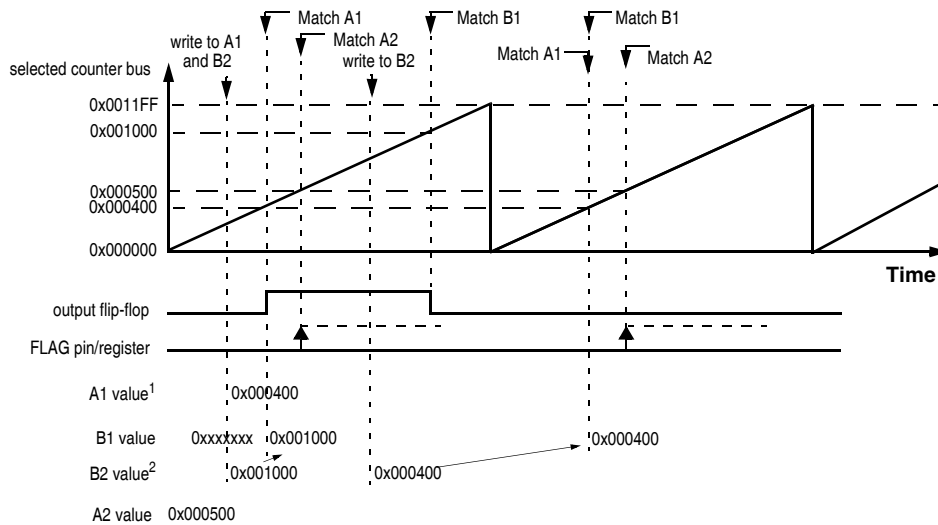 Match A1
Match B1
Match B1
write to A1
and B2
Match A2
write to B2
Match A1
Match A2
selected counter bus
0x0011FF
0x001000
0x000500
0x000400
0x000000
Time
output flip-flop
FLAG pin/register
A1 value1 0x000400
B1 value 0xxxxxxx 0x001000 0x000400
B2 value2 0x001000 0x000400
A2 value 0x000500